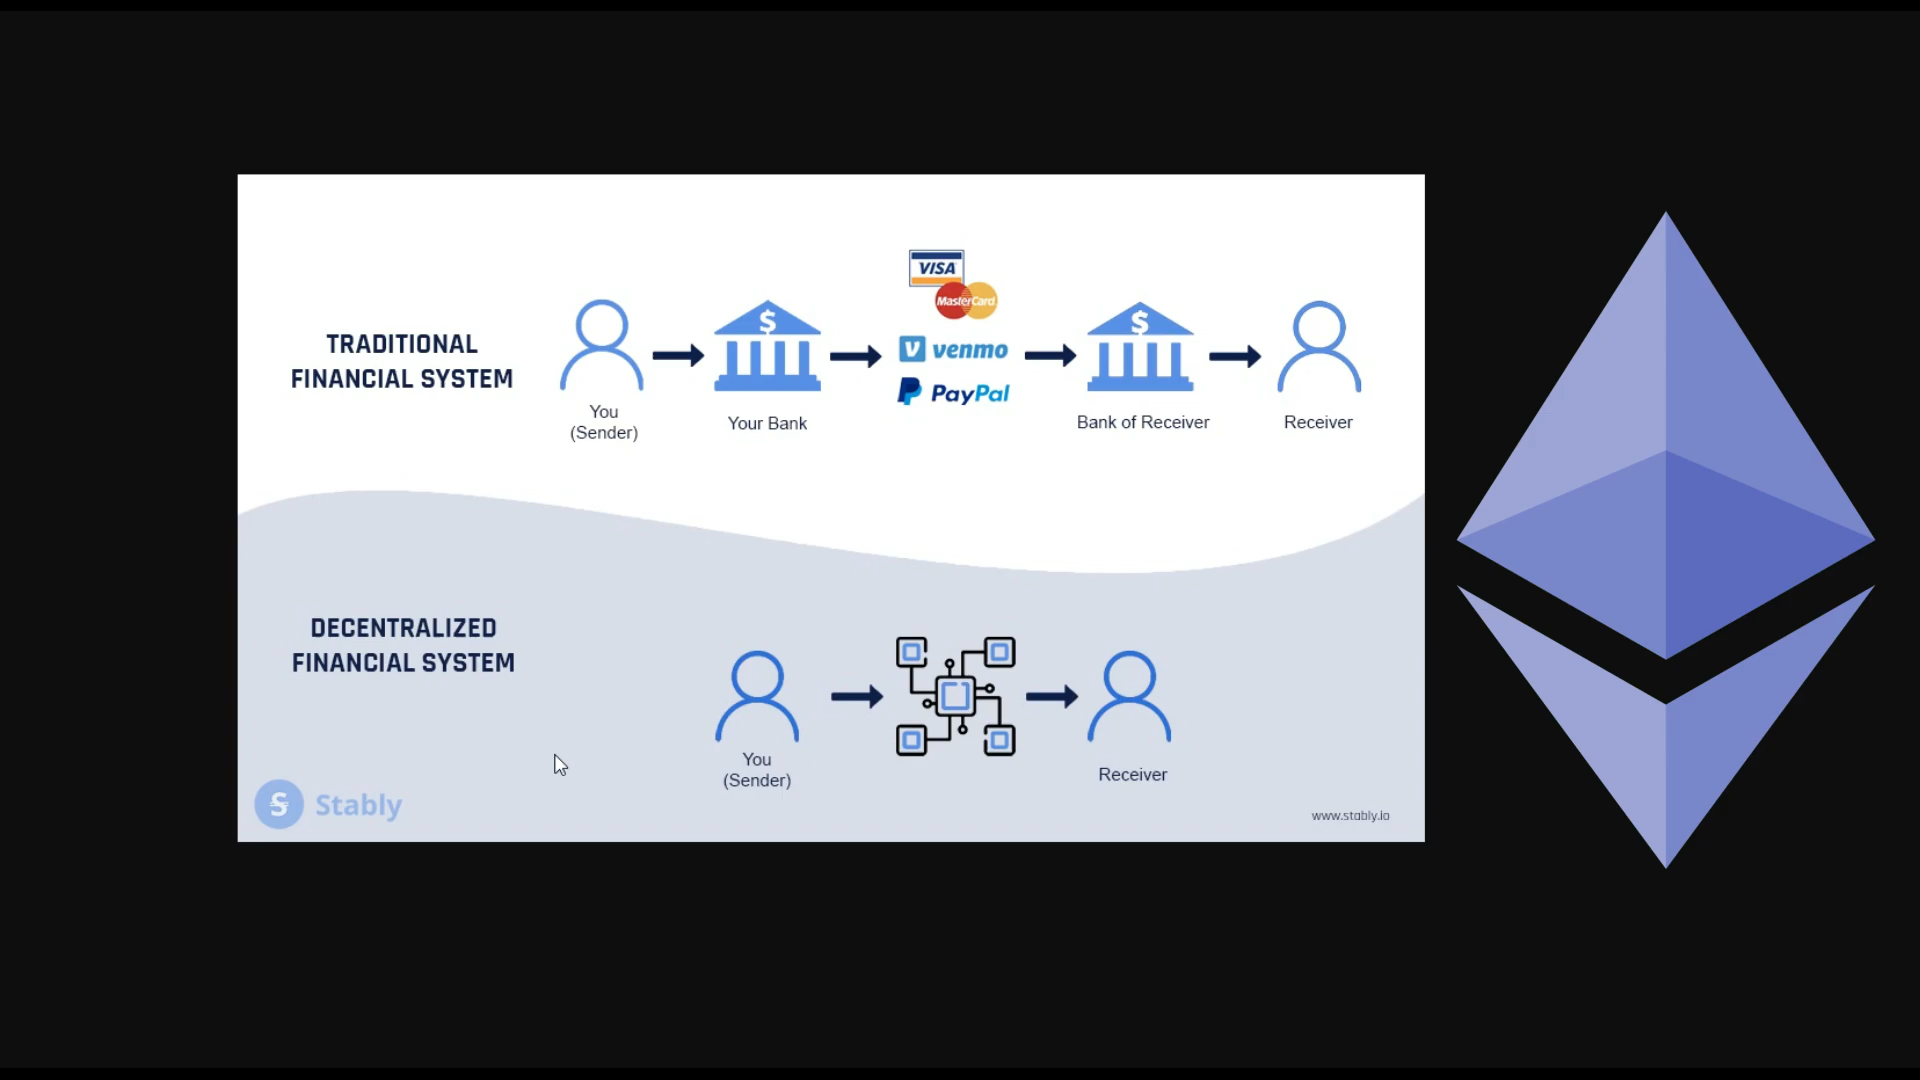 TRADITIONAL
FINANCIAL SYSTEM
You
(Sender)
$
Your Bank
VISA
MasterCard
V venmo
P PayPal
$
Bank of Receiver
Receiver
DECENTRALIZED
FINANCIAL SYSTEM
You
(Sender)
Receiver
S Stably
www.stably.io